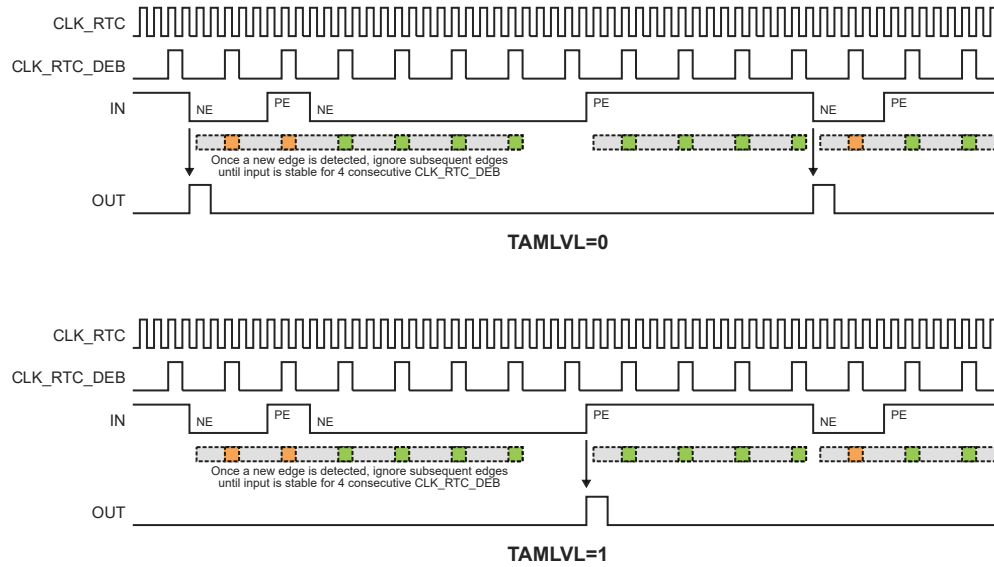 CLK_RTC
CLK_RTC_DEB
IN
NE
PE
NE
PE
NE
PE
Once a new edge is detected, ignore subsequent edges
until input is stable for 4 consecutive CLK_RTC_DEB
OUT
TAMLVL=0
CLK_RTC
CLK_RTC_DEB
IN
NE
PE
NE
PE
NE
PE
Once a new edge is detected, ignore subsequent edges
until input is stable for 4 consecutive CLK_RTC_DEB
OUT
TAMLVL=1